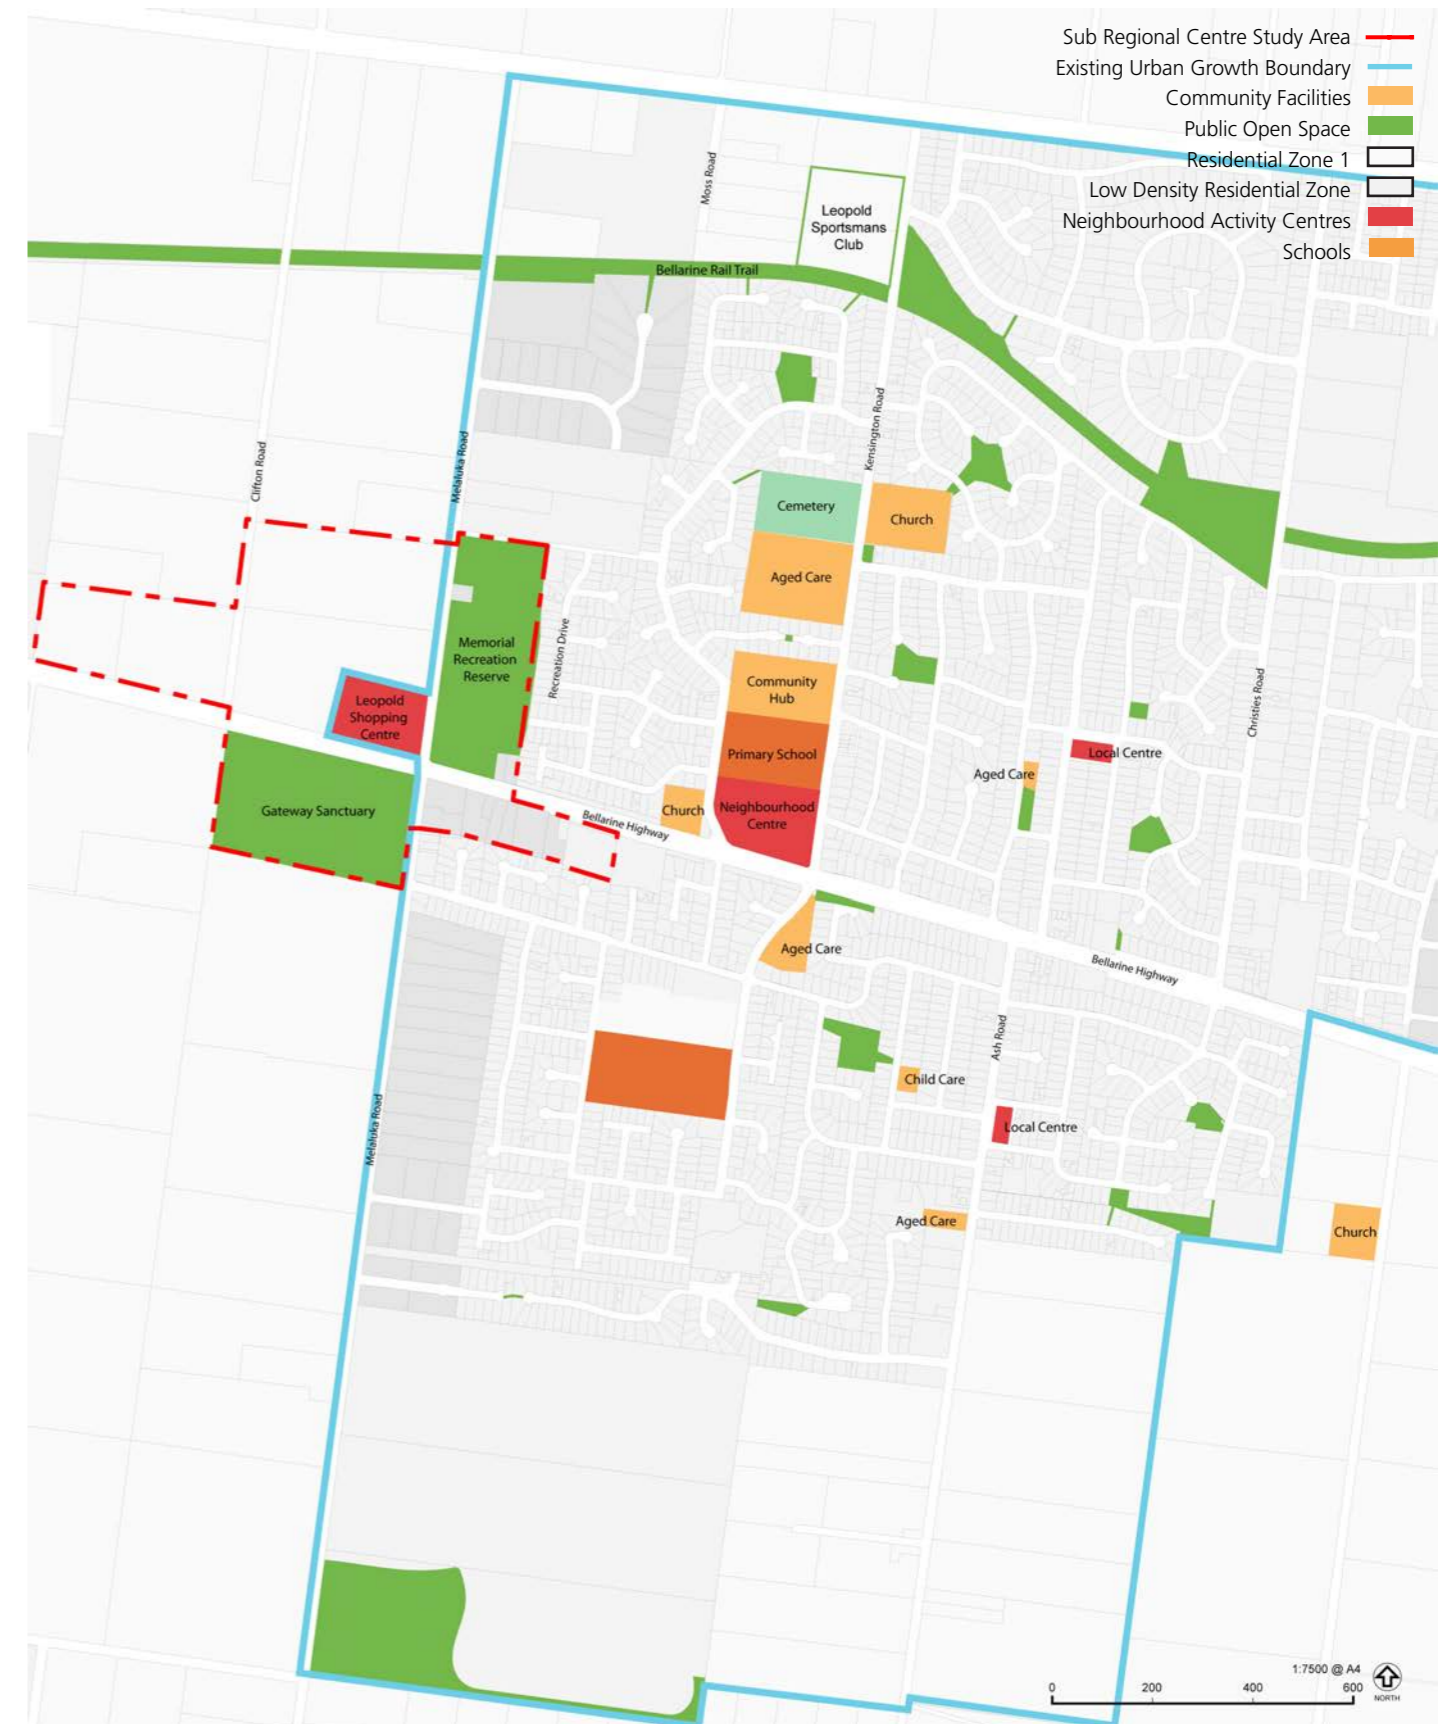 Sub Regional Centre Study Area
Existing Urban Growth Boundary
Community Facilities
Public Open Space
Residential Zone 1
Low Density Residential Zone
Neighbourhood Activity Centres
Schools
Moss Road
Leopold
Sportsmans
Club
Bellarine Rail Trail
Kensington Road
Clifton Road
Melaluka Road
Cemetery
Church
Aged Care
Memorial
Recreation
Reserve
Recreation Drive
Community
Hub
Leopold
Shopping
Centre
Christies Road
Primary School
Local Centre
Aged Care
Gateway Sanctuary
Church
Neighbourhood
Centre
Bellarine Highway
Aged Care
Bellarine Highway
Ash Road
Child Care
Melaluka Road
Local Centre
Aged Care
Church
1:7500 @ A4
0 200 400 600
NORTH